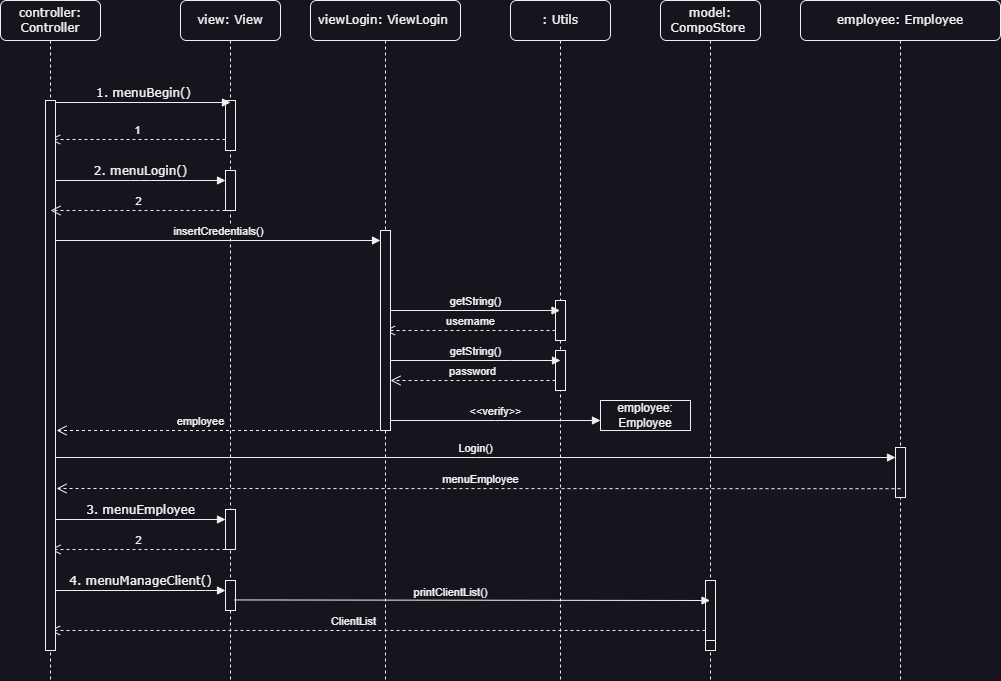 controller:
Controller
view: View
viewLogin: ViewLogin
: Utils
model:
CompoStore
employee: Employee
1. menuBegin()
1
2. menuLogin()
2
insertCredentials()
getString()
username
getString()
password
<<verify>>
employee:
Employee
employee
Login()
menuEmployee
3. menuEmployee
2
4. menuManageClient()
printClientList()
ClientList